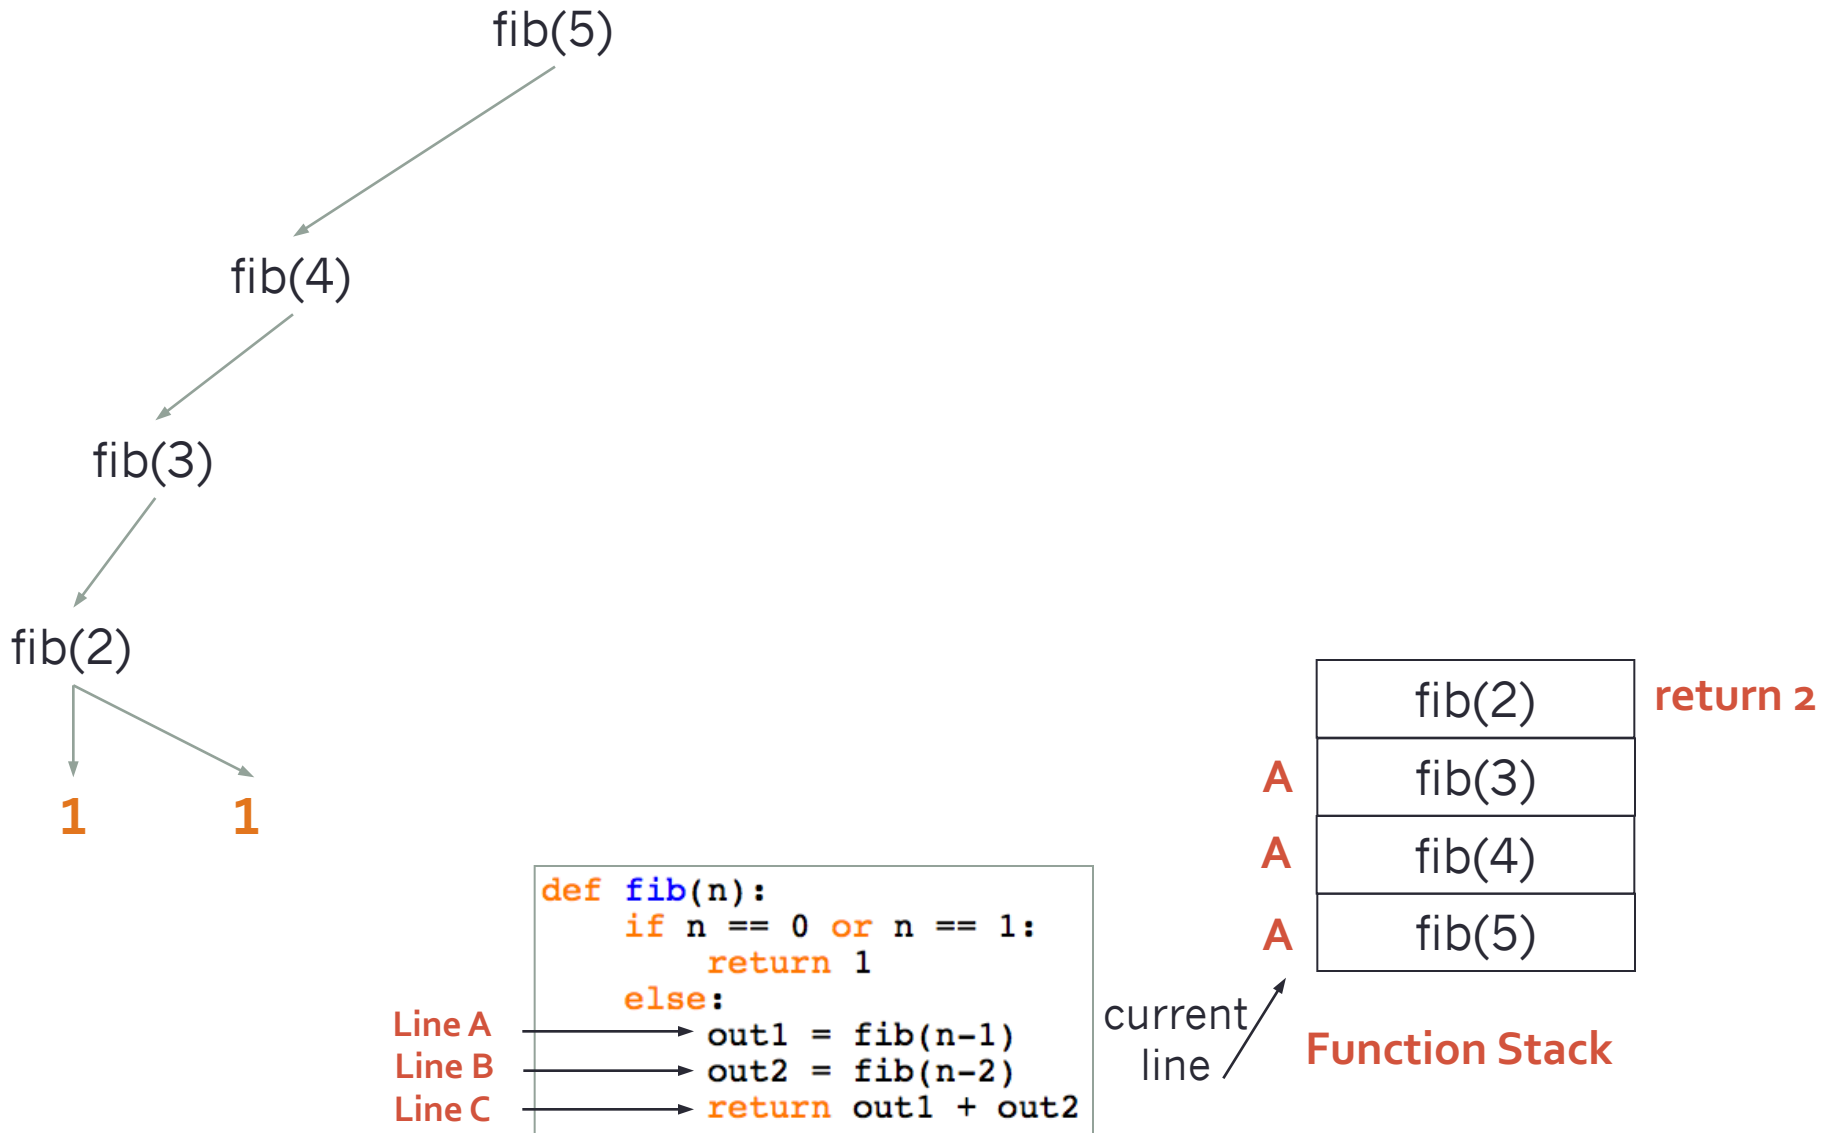 fib(5)
fib(4)
fib(3)
fib(2)
1 1
def fib(n):
    if n == 0 or n == 1:
        return 1
    else:
        out1 = fib(n-1)
        out2 = fib(n-2)
        return out1 + out2
Line A
Line B
Line C
fib(2) return 2
A fib(3)
A fib(4)
A fib(5)
current
line
Function Stack